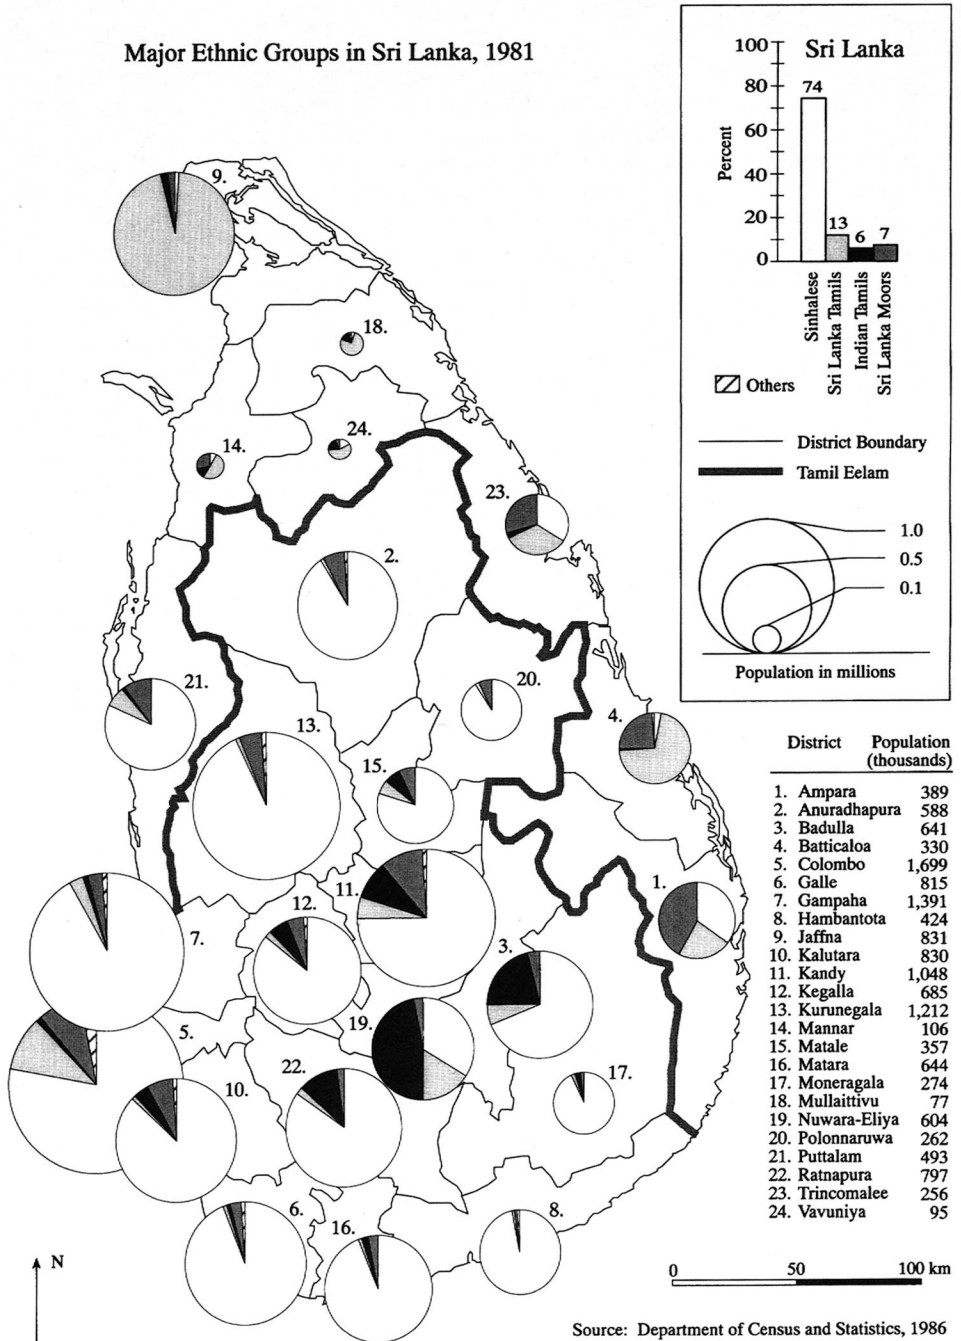 Major Ethnic Groups in Sri Lanka, 1981
Sri Lanka
Percent
100
80
60
40
20
0
74
13
6
7
Sinhalese
Sri Lanka Tamils
Indian Tamils
Sri Lanka Moors
Others
District Boundary
Tamil Eelam
1.0
0.5
0.1
Population in millions
9.
18.
14.
24.
23.
2.
21.
20.
13.
4.
15.
11.
1.
12.
7.
3.
19.
5.
22.
17.
10.
6.
16.
8.
District Population
(thousands)
1. Ampara 389
2. Anuradhapura 588
3. Badulla 641
4. Batticaloa 330
5. Colombo 1,699
6. Galle 815
7. Gampaha 1,391
8. Hambantota 424
9. Jaffna 831
10. Kalutara 830
11. Kandy 1,048
12. Kegalla 685
13. Kurunegala 1,212
14. Mannar 106
15. Matale 357
16. Matara 644
17. Moneragala 274
18. Mullaittivu 77
19. Nuwara-Eliya 604
20. Polonnaruwa 262
21. Puttalam 493
22. Ratnapura 797
23. Trincomalee 256
24. Vavuniya 95
N
0 50 100 km
Source: Department of Census and Statistics, 1986